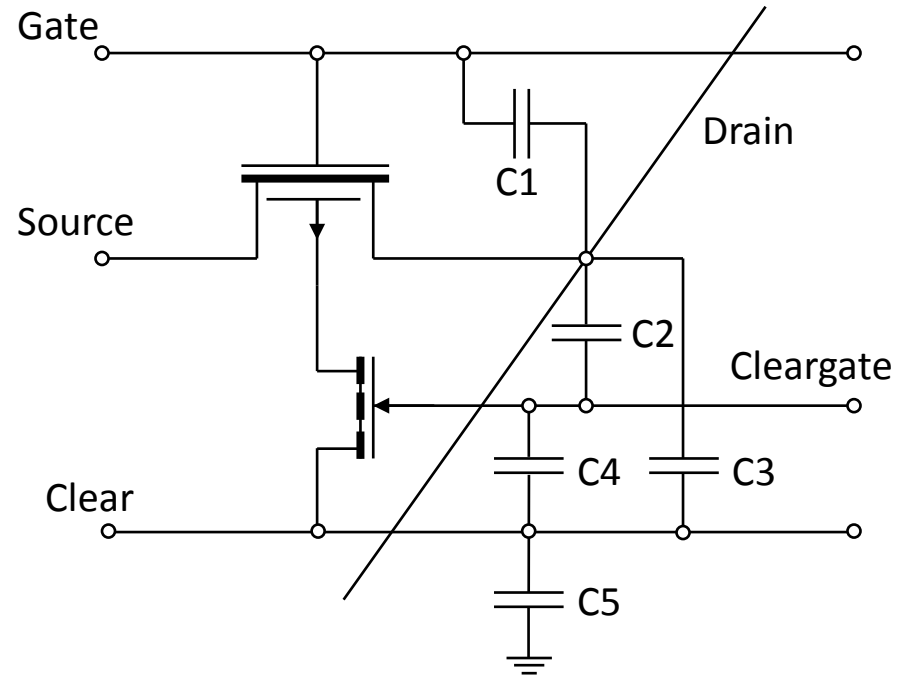 Gate
Drain
C1
Source
C2
Cleargate
C4
C3
Clear
C5